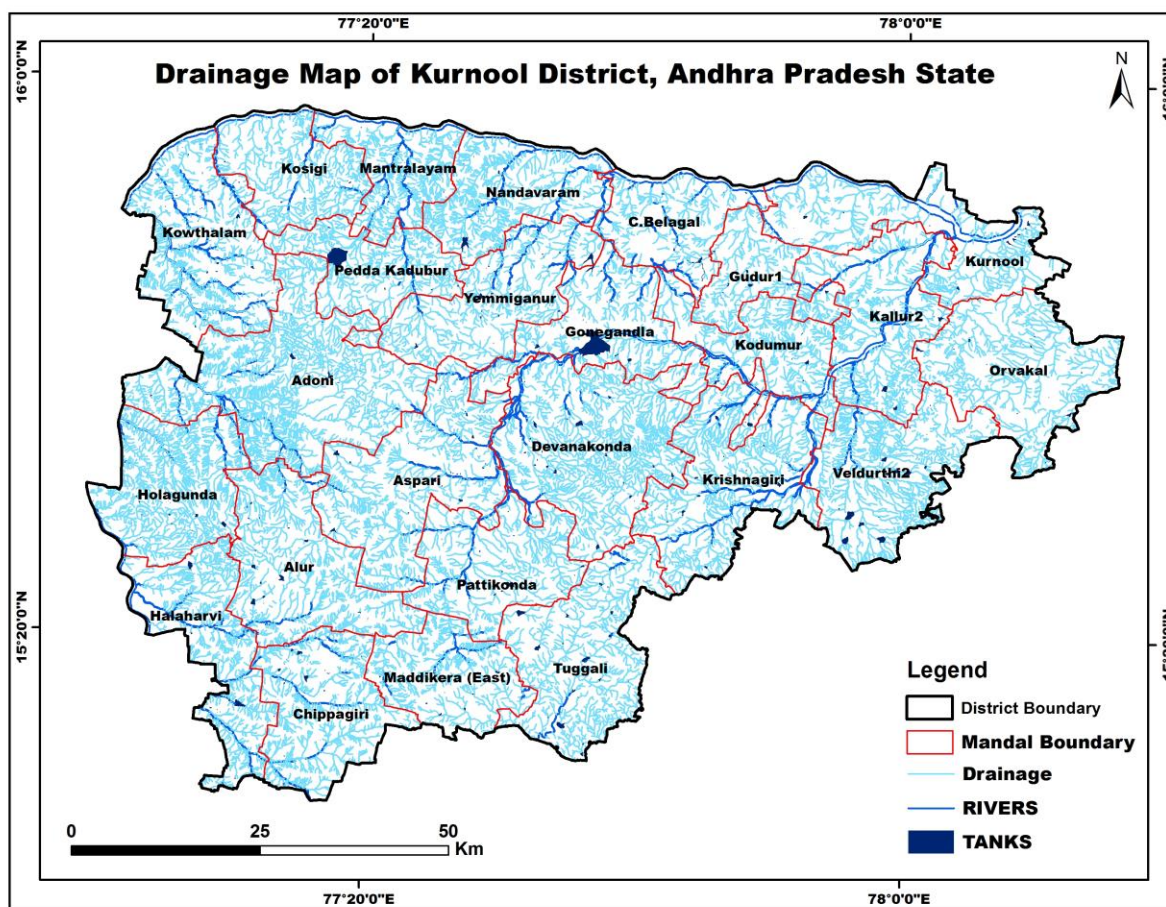 77°20'0"E
78°0'0"E
16°0'0"N
Drainage Map of Kurnool District, Andhra Pradesh State
N
Kosigi
Mantralayam
Nandavaram
C.Belagal
Kowthalam
Kurnool
Pedda Kadubur
Gudur1
Yemmiganur
Kallur2
Gonegandla
Kodumur
Orvakal
Adoni
Devanakonda
Aspari
Krishnagiri
Veldurthi2
Holagunda
Alur
Pattikonda
Halaharvi
15°20'0"N
Tuggali
Maddikera (East)
Chippagiri
Legend
District Boundary
Mandal Boundary
Drainage
RIVERS
TANKS
0
25
50
Km
77°20'0"E
78°0'0"E